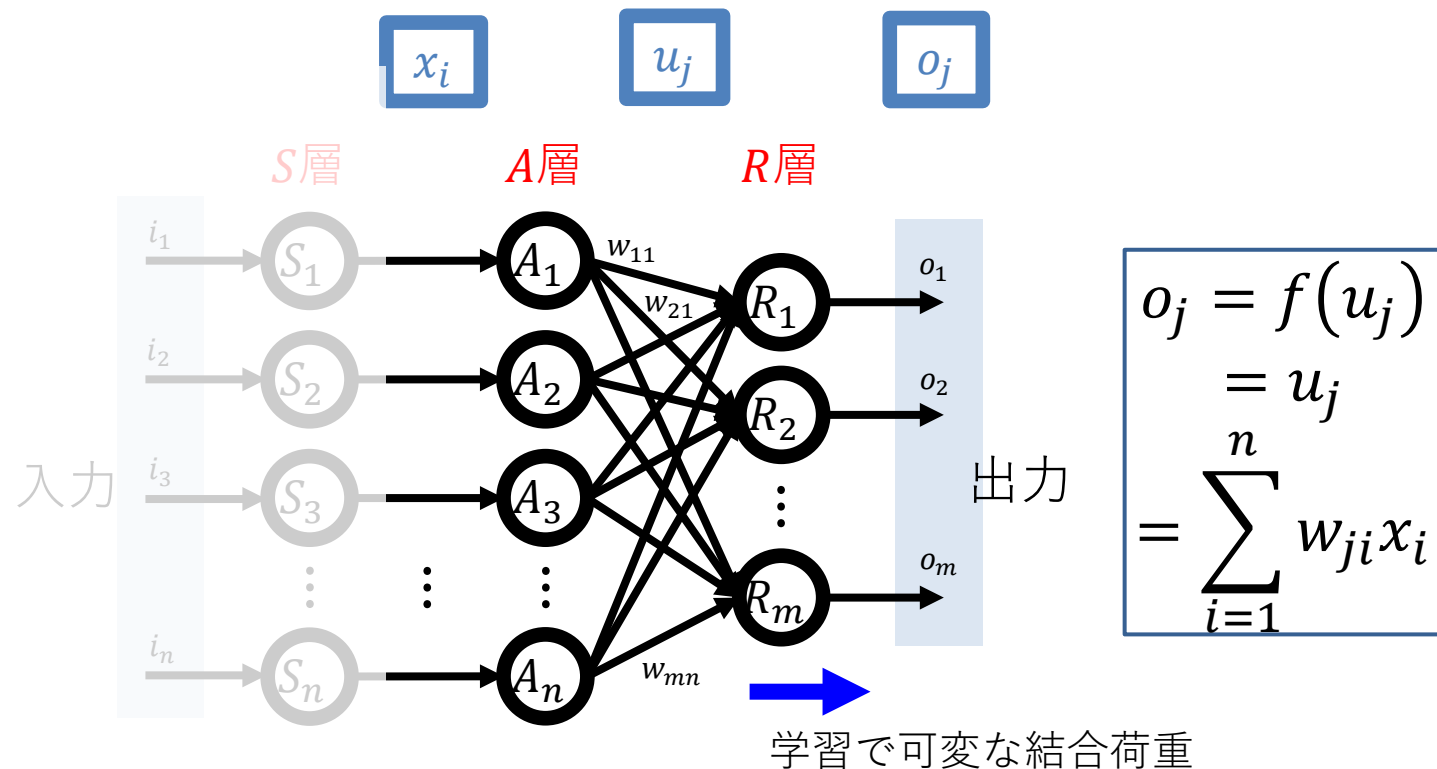 x_i u_j o_j
S層 A層 R層
i_1 S_1 A_1 w_11 R_1 o_1
w_21
i_2 S_2 A_2 R_2 o_2
入力 i_3 S_3 A_3 ⋮ 出力
⋮ ⋮ ⋮ R_m o_m
i_n S_n A_n w_mn
学習で可変な結合荷重
o_j = f(u_j)
= u_j
= ∑_{i=1}^{n} w_ji x_i